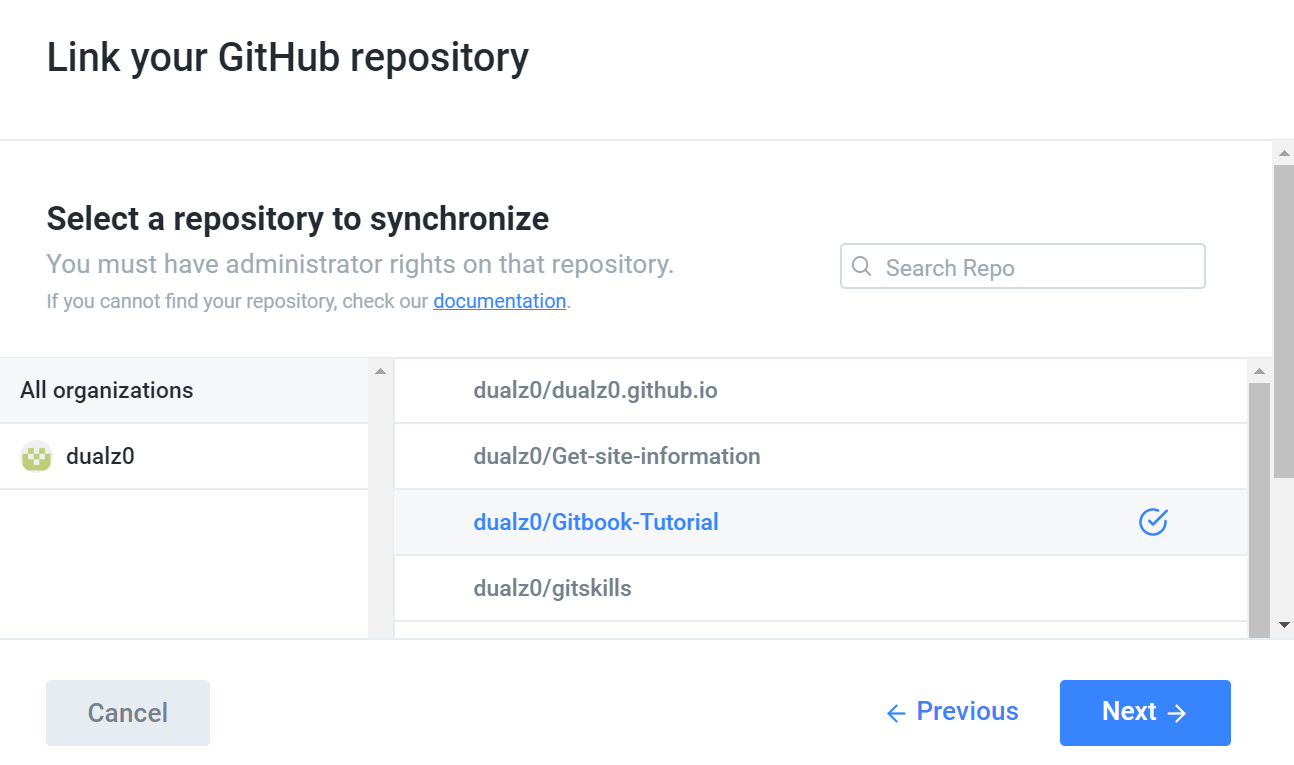 Link your GitHub repository
Select a repository to synchronize
You must have administrator rights on that repository.
If you cannot find your repository, check our documentation.
Search Repo
All organizations
dualz0
dualz0/dualz0.github.io
dualz0/Get-site-information
dualz0/Gitbook-Tutorial
dualz0/gitskills
Cancel
Previous
Next